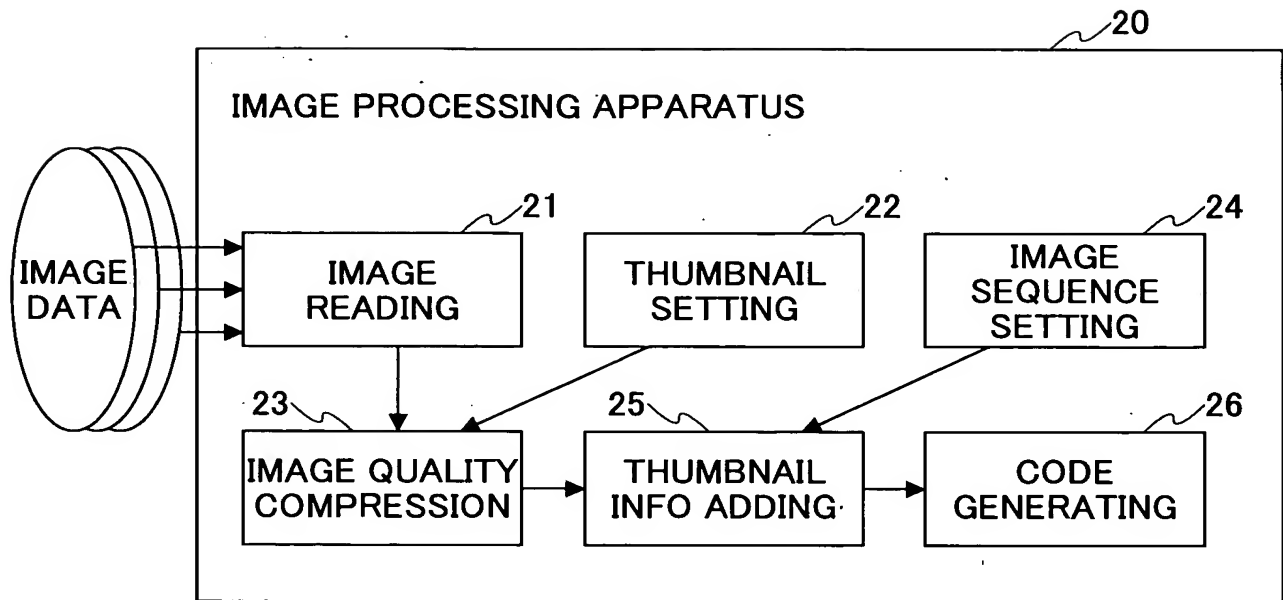 20
IMAGE PROCESSING APPARATUS
21
22
24
IMAGE
DATA
IMAGE
READING
THUMBNAIL
SETTING
IMAGE
SEQUENCE
SETTING
23
25
26
IMAGE QUALITY
COMPRESSION
THUMBNAIL
INFO ADDING
CODE
GENERATING